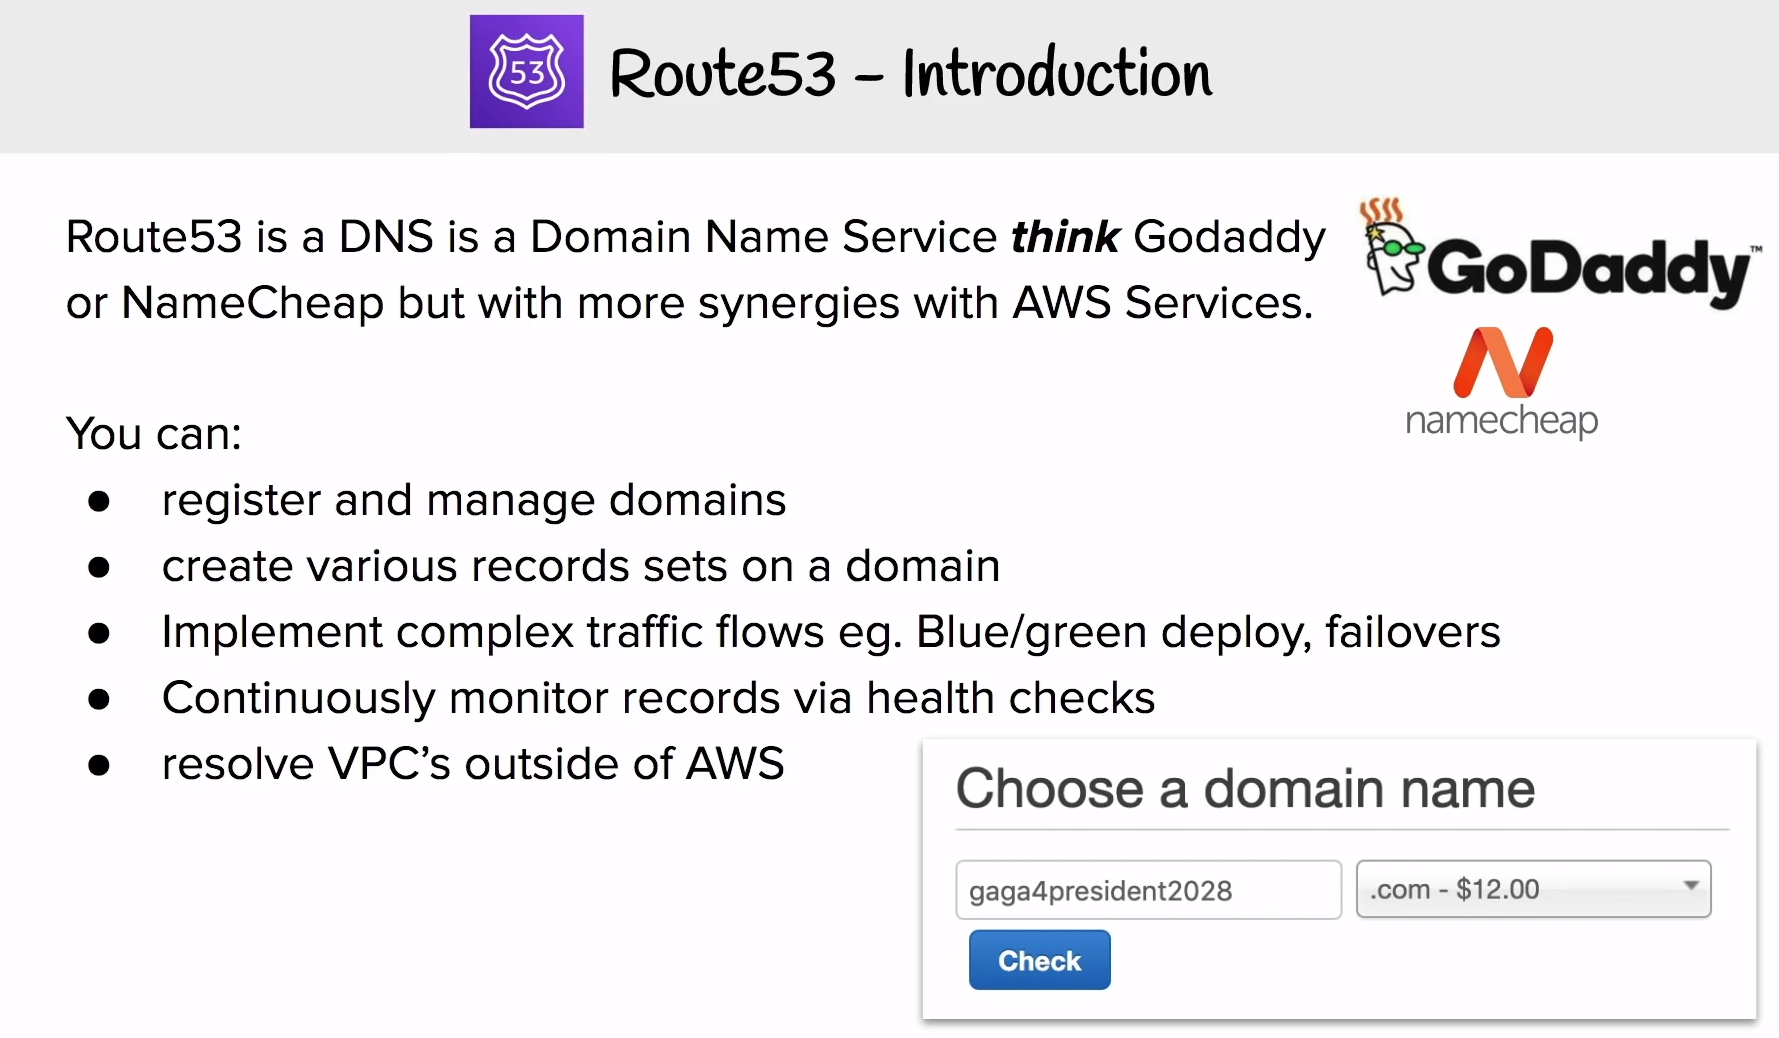 53
Route53 – Introduction
Route53 is a DNS is a Domain Name Service think Godaddy
or NameCheap but with more synergies with AWS Services.
GoDaddy™
namecheap
You can:
● register and manage domains
● create various records sets on a domain
● Implement complex traffic flows eg. Blue/green deploy, failovers
● Continuously monitor records via health checks
● resolve VPC’s outside of AWS
Choose a domain name
gaga4president2028
.com - $12.00
Check